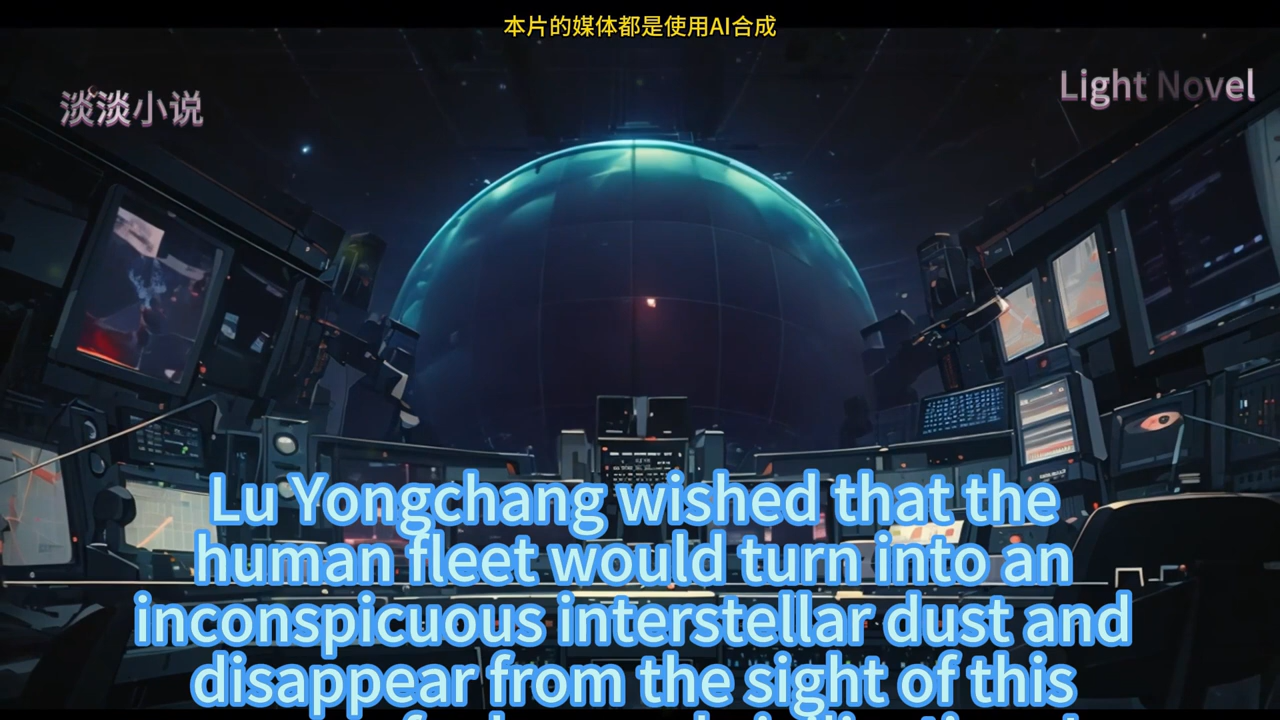 本片的媒体都是使用AI合成
淡淡小说
Light Novel
Lu Yongchang wished that the
human fleet would turn into an
inconspicuous interstellar dust and
disappear from the sight of this